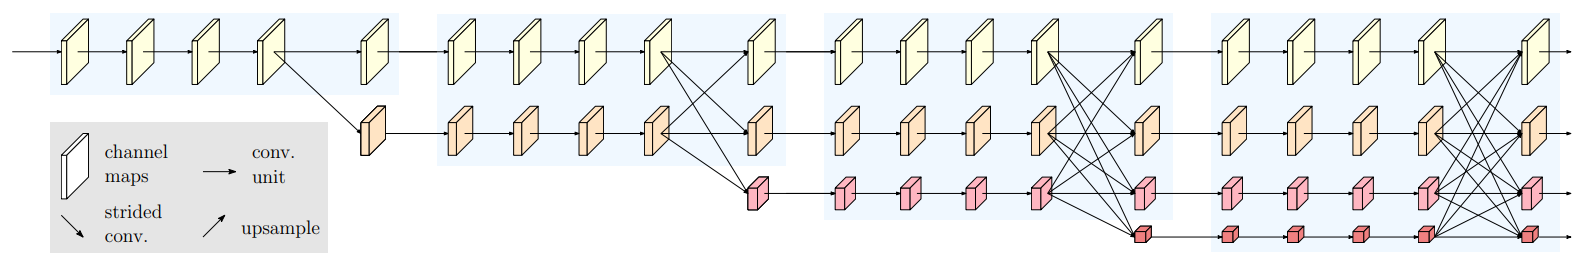 channel
maps
conv.
unit
strided
conv.
upsample